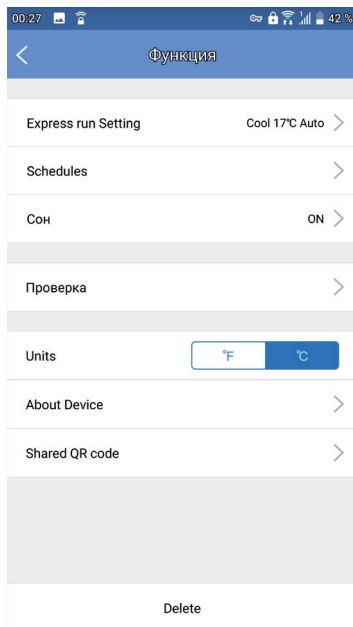 00:27 42 %
Функция
Express run Setting Cool 17℃ Auto
Schedules
Сон ON
Проверка
Units °F ℃
About Device
Shared QR code
Delete